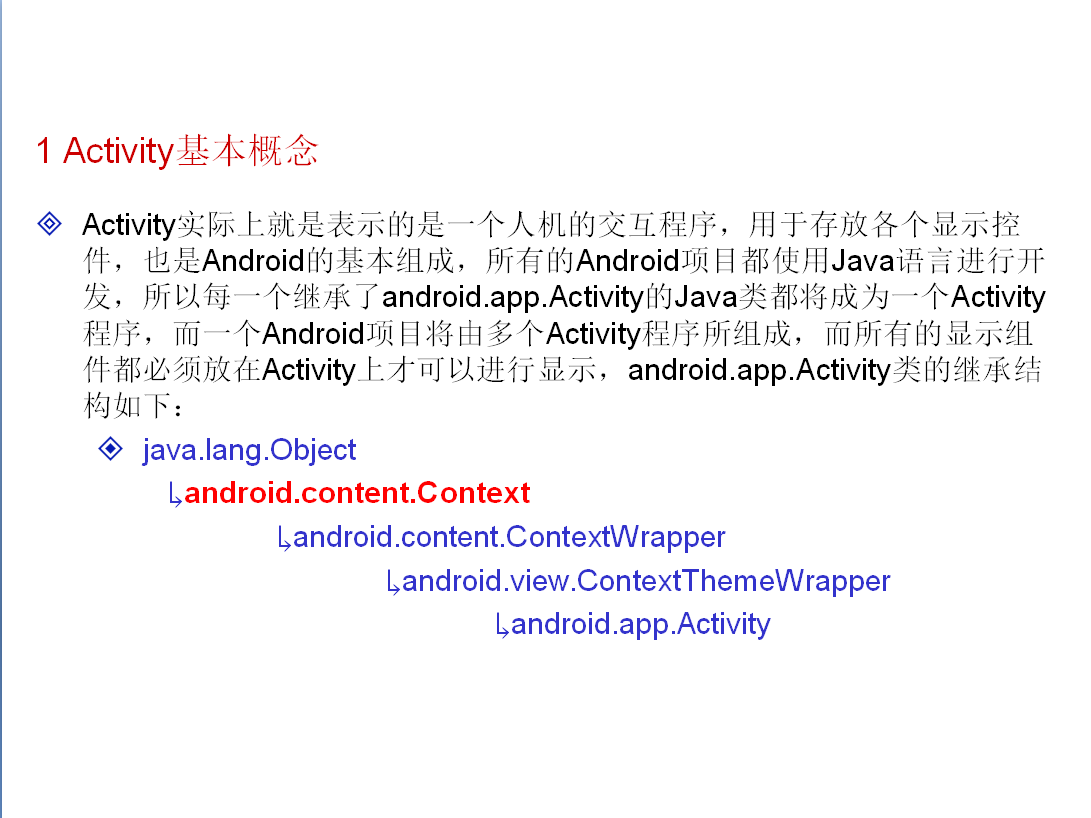 1 Activity基本概念
Activity实际上就是表示的是一个人机的交互程序，用于存放各个显示控
件，也是Android的基本组成，所有的Android项目都使用Java语言进行开
发，所以每一个继承了android.app.Activity的Java类都将成为一个Activity
程序，而一个Android项目将由多个Activity程序所组成，而所有的显示组
件都必须放在Activity上才可以进行显示，android.app.Activity类的继承结
构如下：
java.lang.Object
↳android.content.Context
↳android.content.ContextWrapper
↳android.view.ContextThemeWrapper
↳android.app.Activity